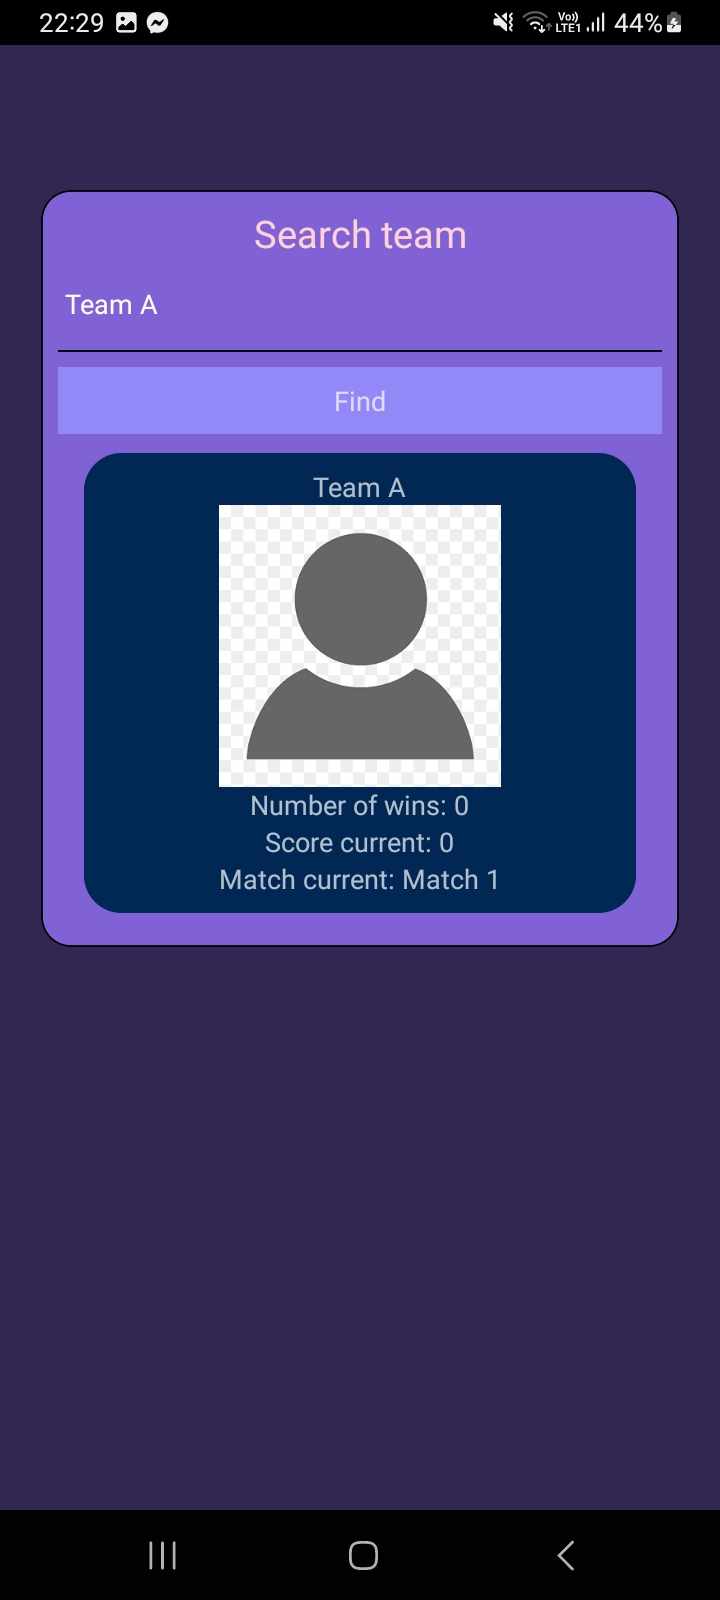 22:29 Vo)) LTE1 44%
Search team
Team A
Find
Team A
Number of wins: 0
Score current: 0
Match current: Match 1